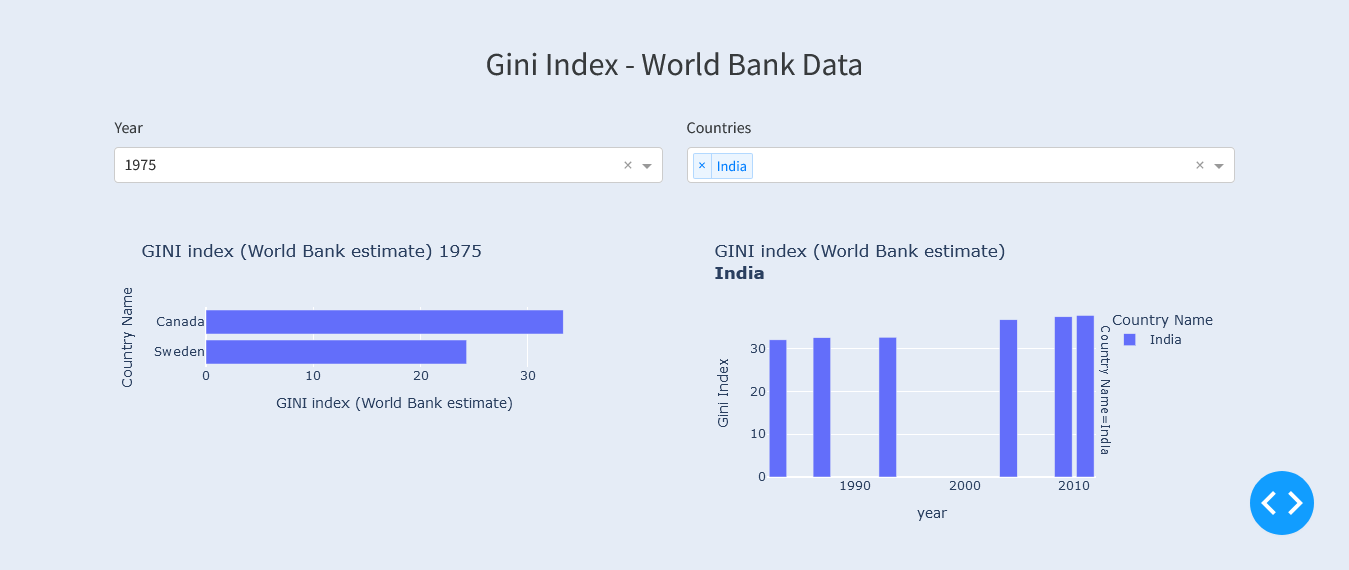 Gini Index - World Bank Data
Year
Countries
1975
×
× India
×
GINI index (World Bank estimate) 1975
Country Name
Canada
Sweden
0 10 20 30
GINI index (World Bank estimate)
GINI index (World Bank estimate)
India
Gini Index
30
20
10
0
1990 2000 2010
year
Country Name=India
Country Name
India